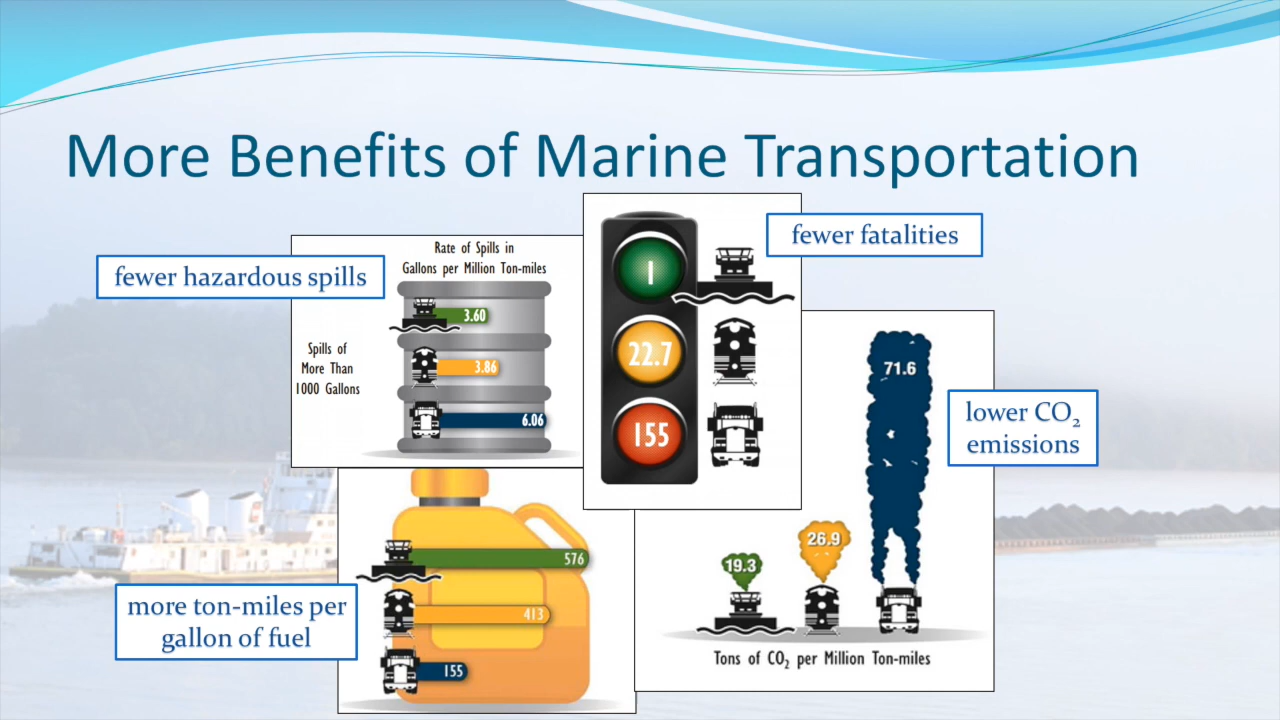 More Benefits of Marine Transportation
fewer hazardous spills
Rate of Spills in
Gallons per Million Ton-miles
Spills of
More Than
1000 Gallons
3.60
3.86
6.06
fewer fatalities
1
22.7
155
lower CO₂
emissions
71.6
26.9
19.3
Tons of CO₂ per Million Ton-miles
more ton-miles per
gallon of fuel
576
413
155